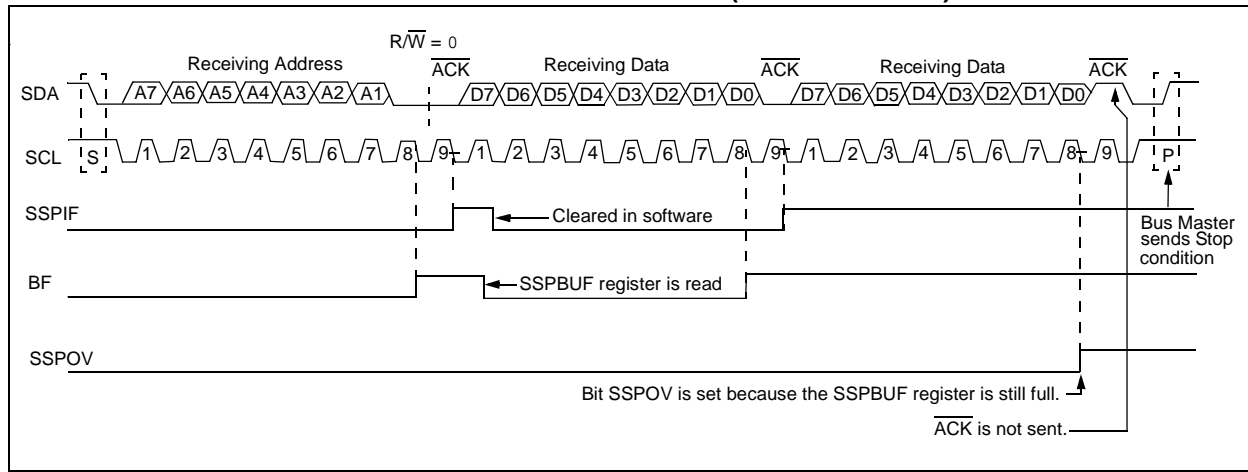 R/W = 0
Receiving Address
ACK
Receiving Data
ACK
Receiving Data
ACK
SDA
A7 A6 A5 A4 A3 A2 A1
D7 D6 D5 D4 D3 D2 D1 D0
D7 D6 D5 D4 D3 D2 D1 D0
SCL
S
1 2 3 4 5 6 7 8 9
1 2 3 4 5 6 7 8 9
1 2 3 4 5 6 7 8 9
P
SSPIF
Cleared in software
Bus Master
sends Stop
condition
BF
SSPBUF register is read
SSPOV
Bit SSPOV is set because the SSPBUF register is still full.
ACK is not sent.